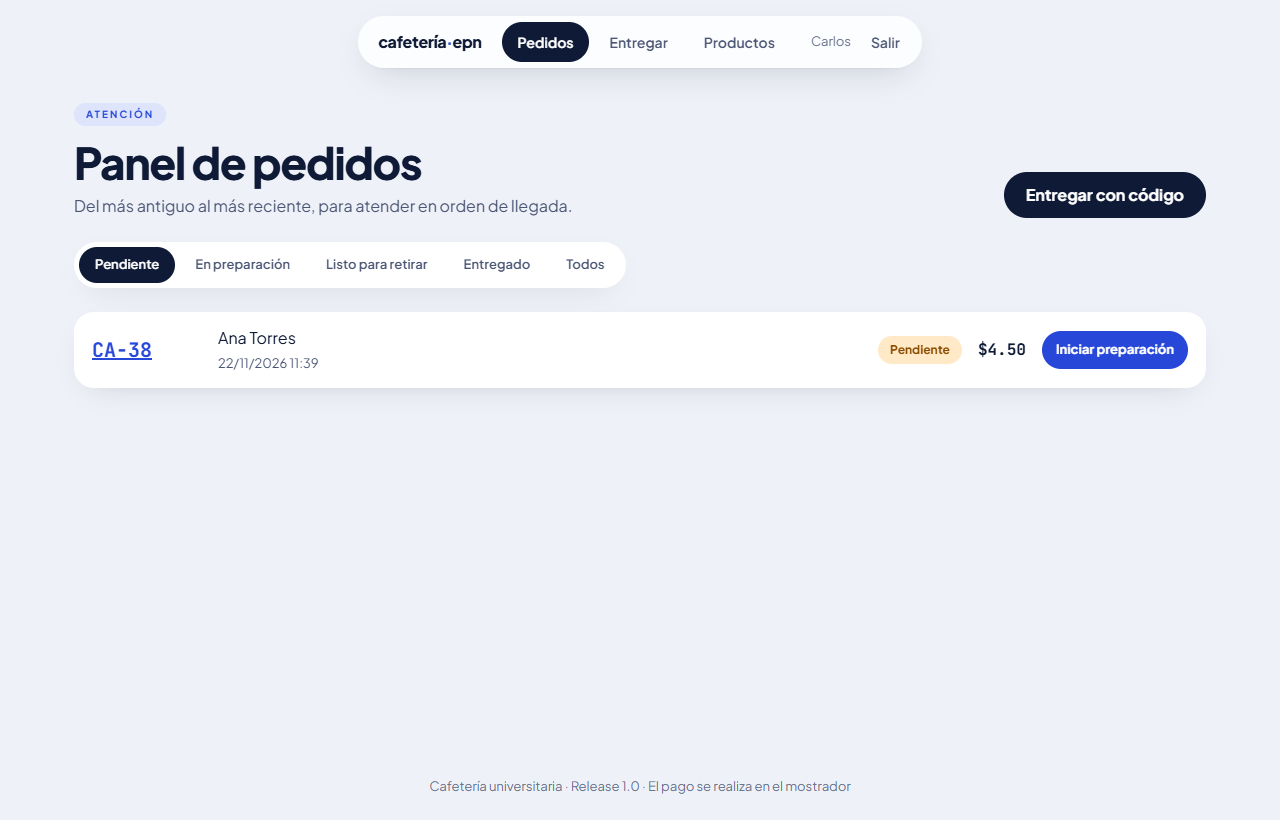 cafetería·epn Pedidos Entregar Productos Carlos Salir
ATENCIÓN
Panel de pedidos
Del más antiguo al más reciente, para atender en orden de llegada.
Entregar con código
Pendiente En preparación Listo para retirar Entregado Todos
CA-38 Ana Torres Pendiente $4.50 Iniciar preparación
22/11/2026 11:39
Cafetería universitaria · Release 1.0 · El pago se realiza en el mostrador